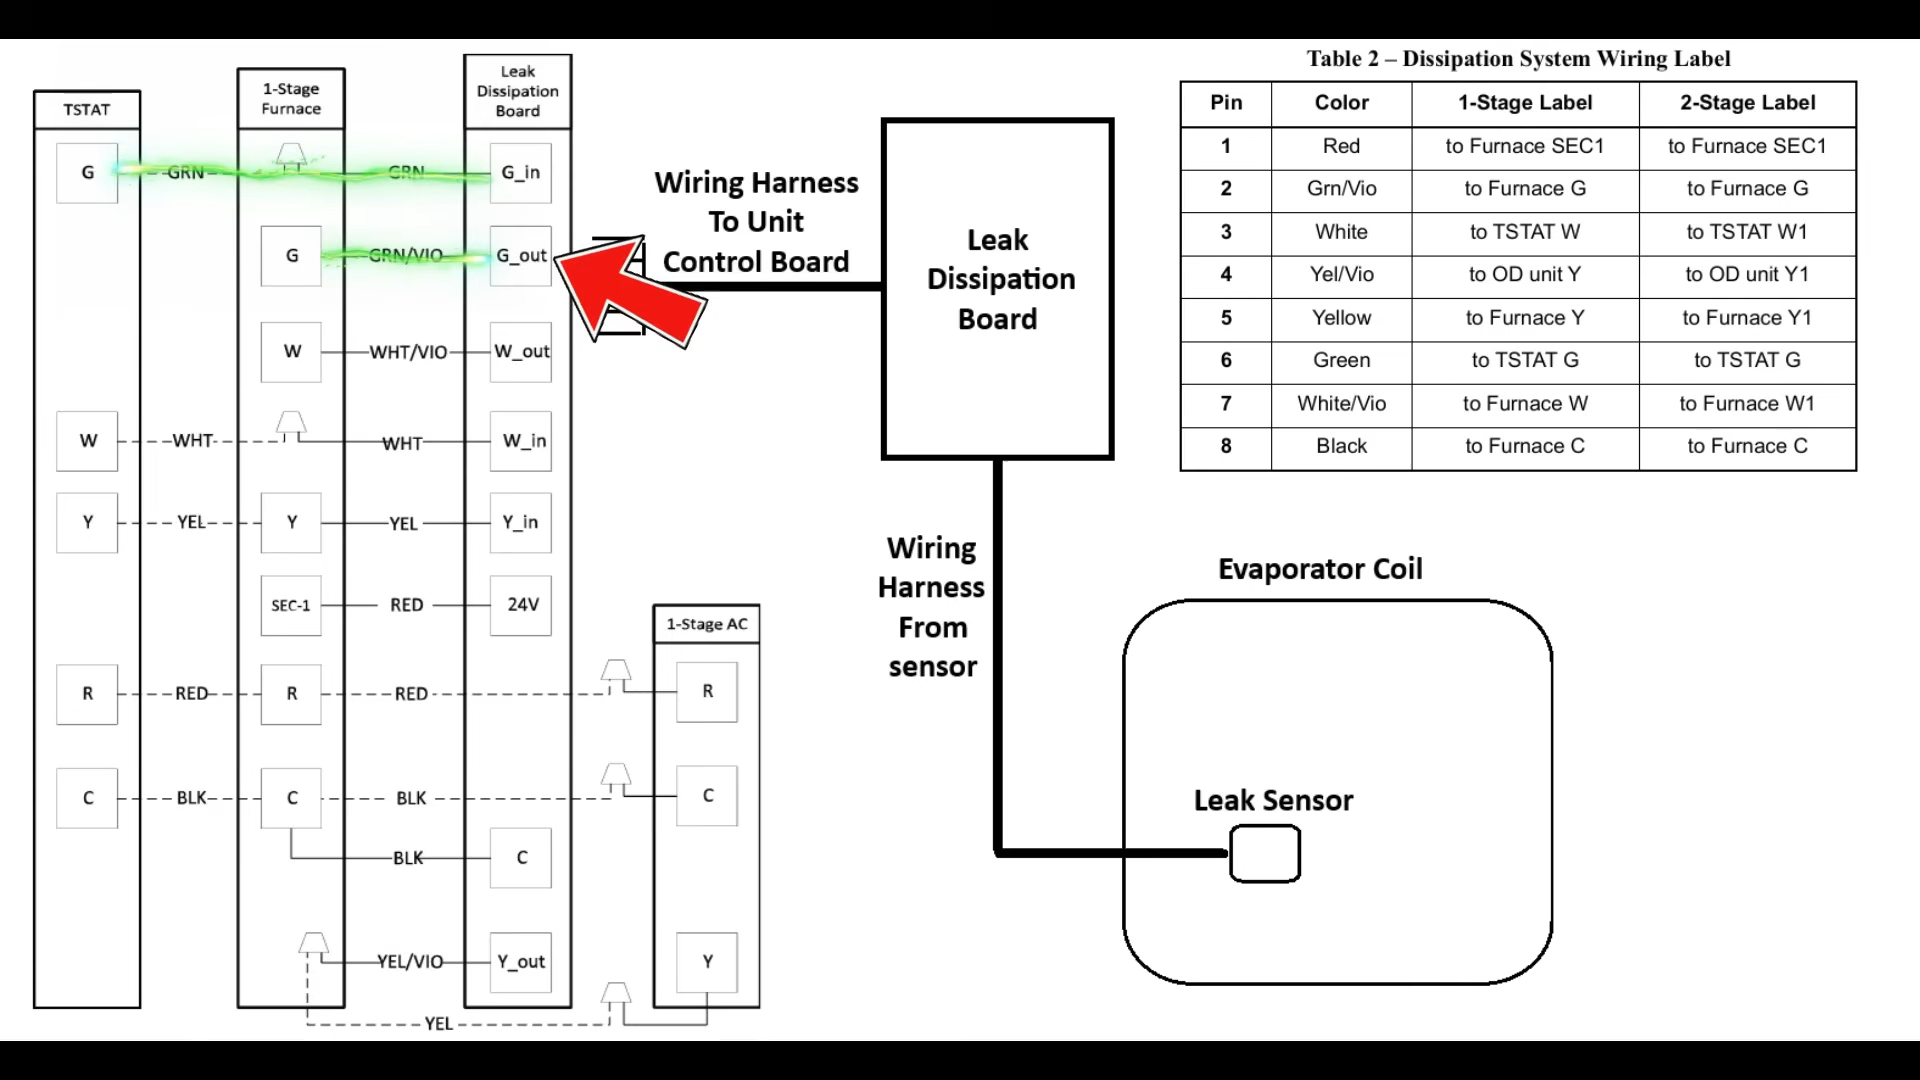 Table 2 – Dissipation System Wiring Label
Pin Color 1-Stage Label 2-Stage Label
1 Red to Furnace SEC1 to Furnace SEC1
2 Grn/Vio to Furnace G to Furnace G
3 White to TSTAT W to TSTAT W1
4 Yel/Vio to OD unit Y to OD unit Y1
5 Yellow to Furnace Y to Furnace Y1
6 Green to TSTAT G to TSTAT G
7 White/Vio to Furnace W to Furnace W1
8 Black to Furnace C to Furnace C
TSTAT
1-Stage
Furnace
Leak
Dissipation
Board
G GRN GRN G_in
G GRN/VIO G_out
W WHT/VIO W_out
W WHT WHT W_in
Y YEL Y YEL Y_in
SEC-1 RED 24V
1-Stage AC
R RED R RED R
C BLK C BLK C
BLK C
YEL/VIO Y_out Y
YEL
Wiring Harness
To Unit
Control Board
Leak
Dissipation
Board
Wiring
Harness
From
sensor
Evaporator Coil
Leak Sensor